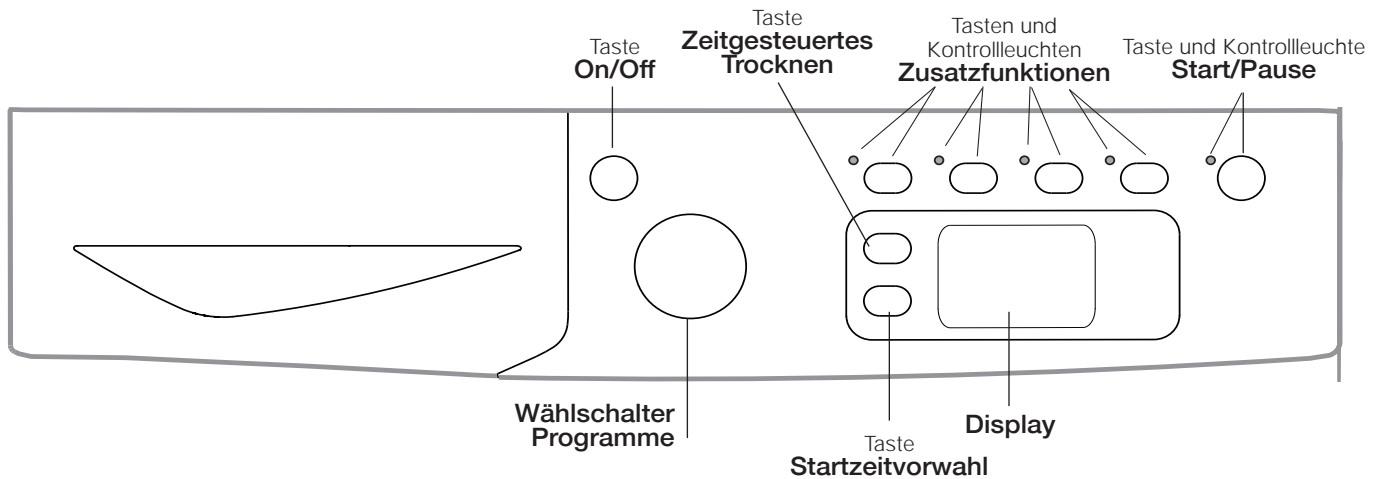 Taste
On/Off
Taste
Zeitgesteuertes
Trocknen
Tasten und
Kontrollleuchten
Zusatzfunktionen
Taste und Kontrollleuchte
Start/Pause
Wählschalter
Programme
Taste
Startzeitvorwahl
Display